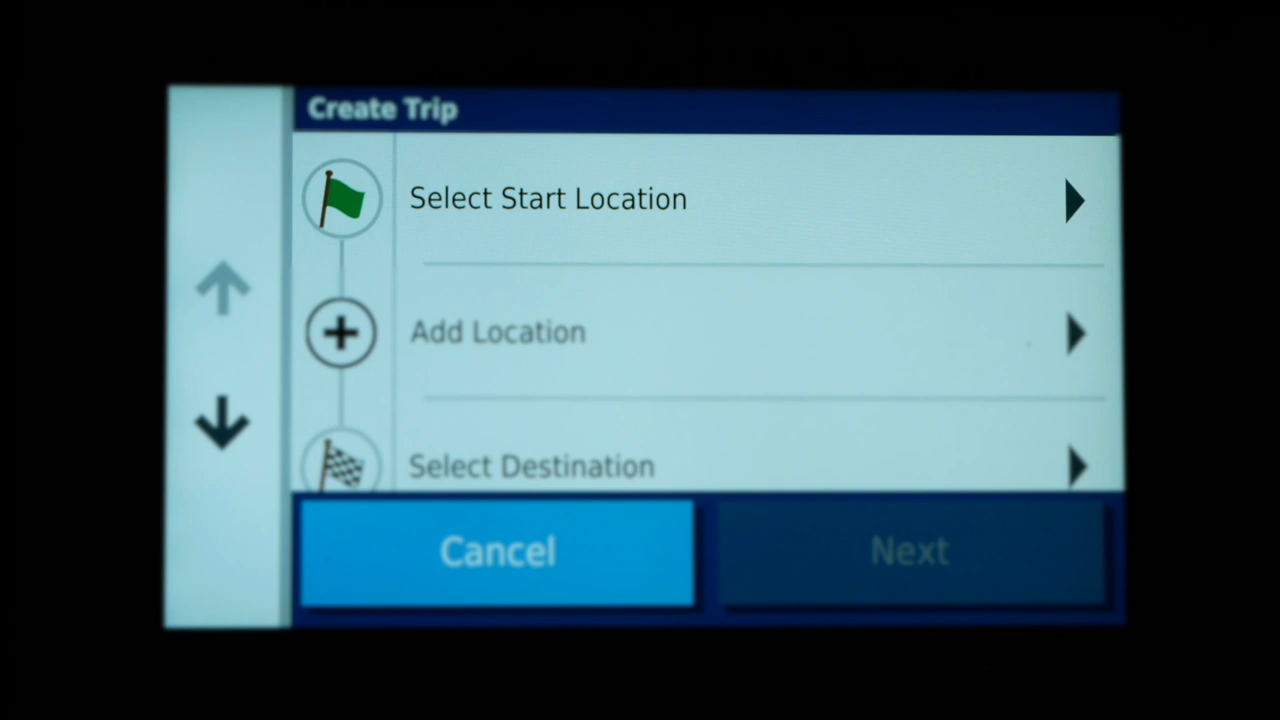 Create Trip
Select Start Location
Add Location
Select Destination
Cancel
Next